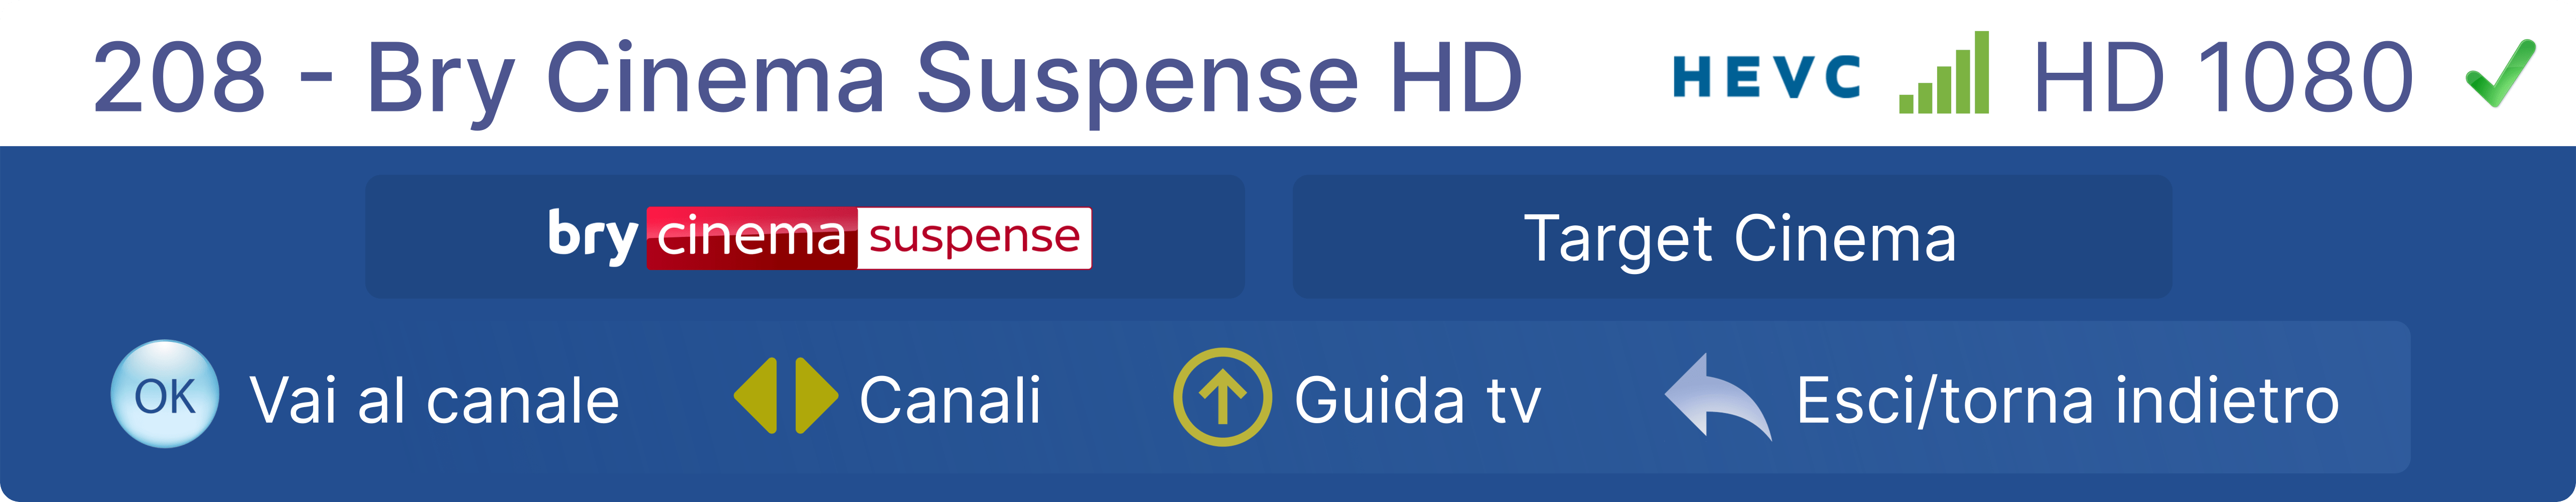 208 - Bry Cinema Suspense HD HEVC HD 1080
bry cinema suspense Target Cinema
OK Vai al canale Canali Guida tv Esci/torna indietro